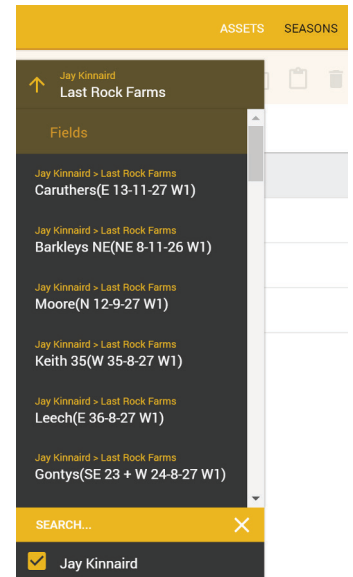 ASSETS SEASONS
Jay Kinnaird
Last Rock Farms
Fields
Jay Kinnaird > Last Rock Farms
Caruthers(E 13-11-27 W1)
Jay Kinnaird > Last Rock Farms
Barkleys NE(NE 8-11-26 W1)
Jay Kinnaird > Last Rock Farms
Moore(N 12-9-27 W1)
Jay Kinnaird > Last Rock Farms
Keith 35(W 35-8-27 W1)
Jay Kinnaird > Last Rock Farms
Leech(E 36-8-27 W1)
Jay Kinnaird > Last Rock Farms
Gontys(SE 23 + W 24-8-27 W1)
SEARCH...
Jay Kinnaird